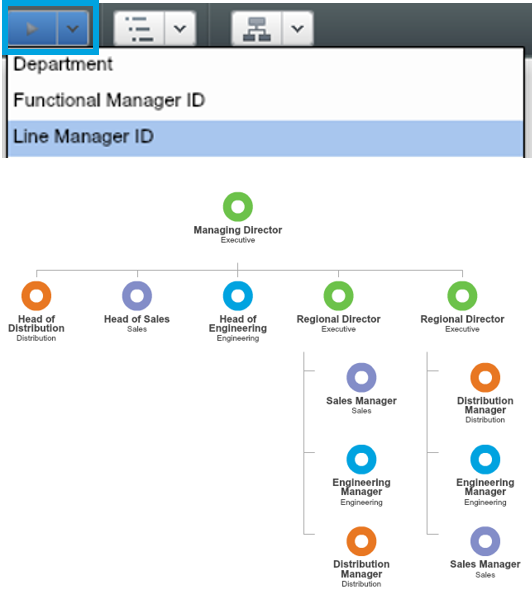 Department
Functional Manager ID
Line Manager ID
Managing Director
Executive
Head of
Distribution
Distribution
Head of Sales
Sales
Head of
Engineering
Engineering
Regional Director
Executive
Regional Director
Executive
Sales Manager
Sales
Engineering
Manager
Engineering
Distribution
Manager
Distribution
Distribution
Manager
Distribution
Engineering
Manager
Engineering
Sales Manager
Sales